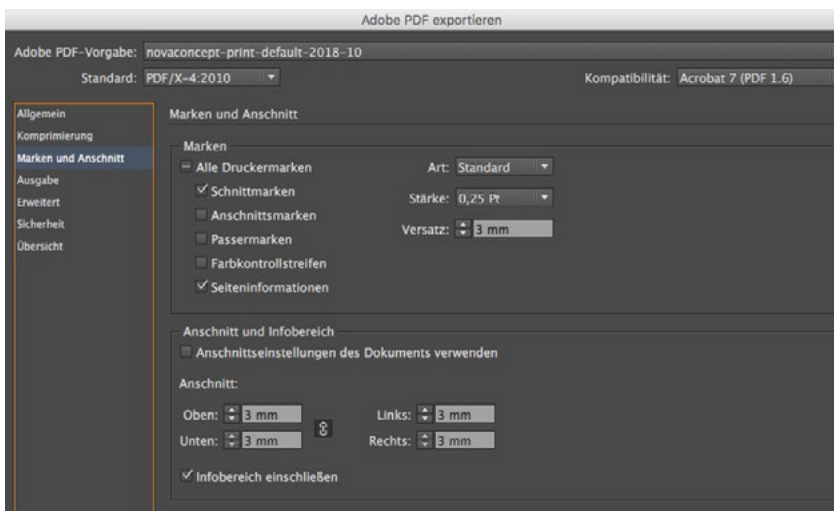 Adobe PDF exportieren
Adobe PDF-Vorgabe: novaconcept-print-default-2018-10
Standard: PDF/X-4:2010 Kompatibilität: Acrobat 7 (PDF 1.6)
Allgemein
Komprimierung
Marken und Anschnitt
Ausgabe
Erweitert
Sicherheit
Übersicht
Marken und Anschnitt
Marken
Alle Druckermarken Art: Standard
Schnittmarken Stärke: 0,25 Pt
Anschnittsmarken Versatz: 3 mm
Passermarken
Farbkontrollstreifen
Seiteninformationen
Anschnitt und Infobereich
Anschnittseinstellungen des Dokuments verwenden
Anschnitt:
Oben: 3 mm Links: 3 mm
Unten: 3 mm Rechts: 3 mm
Infobereich einschließen